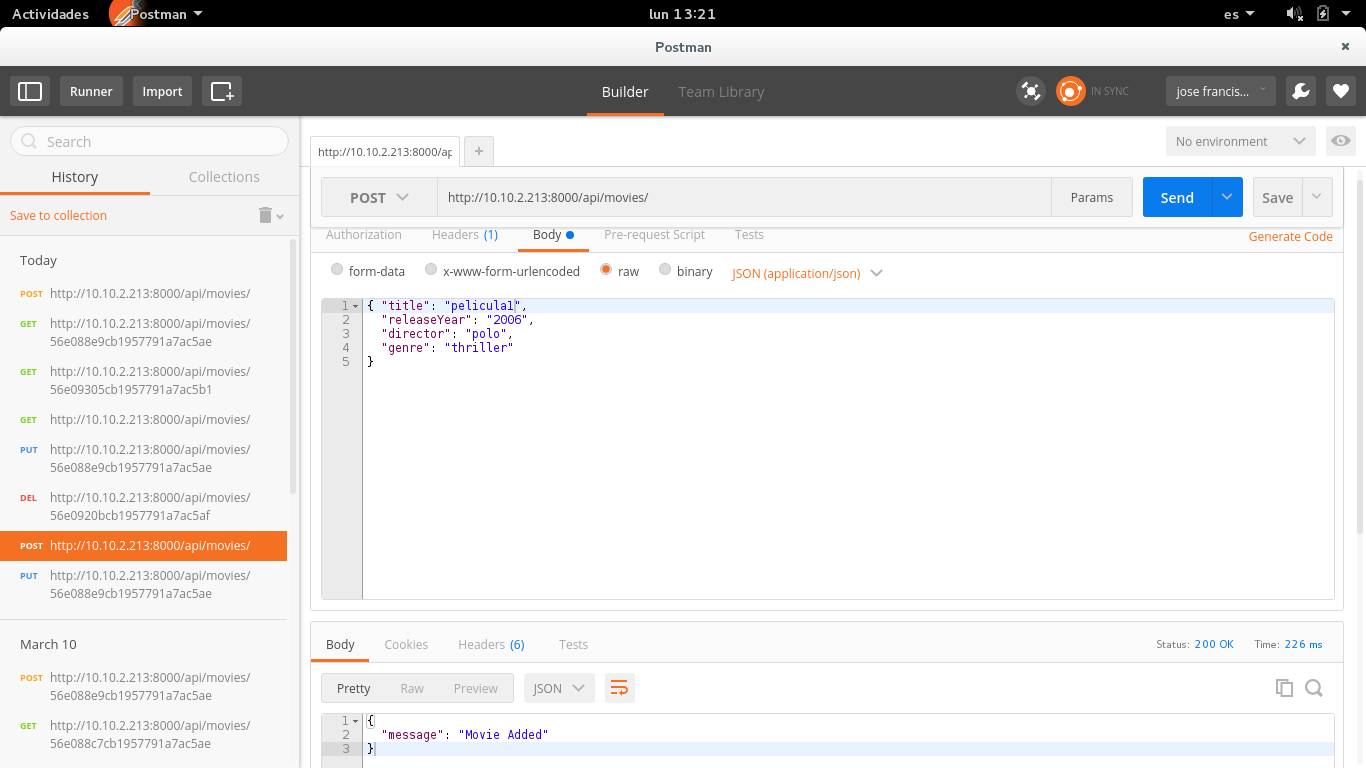 Actividades Postman lun 13:21 es
Postman
Runner Import Builder Team Library IN SYNC jose francis...
Search
History Collections
Save to collection
Today
POST http://10.10.2.213:8000/api/movies/
GET http://10.10.2.213:8000/api/movies/
56e088e9cb1957791a7ac5ae
GET http://10.10.2.213:8000/api/movies/
56e09305cb1957791a7ac5b1
GET http://10.10.2.213:8000/api/movies/
PUT http://10.10.2.213:8000/api/movies/
56e088e9cb1957791a7ac5ae
DEL http://10.10.2.213:8000/api/movies/
56e0920bcb1957791a7ac5af
POST http://10.10.2.213:8000/api/movies/
PUT http://10.10.2.213:8000/api/movies/
56e088e9cb1957791a7ac5ae
March 10
POST http://10.10.2.213:8000/api/movies/
56e088e9cb1957791a7ac5ae
GET http://10.10.2.213:8000/api/movies/
56e088c7cb1957791a7ac5ae
http://10.10.2.213:8000/ap +
No environment
POST http://10.10.2.213:8000/api/movies/ Params Send Save
Authorization Headers (1) Body Pre-request Script Tests Generate Code
form-data x-www-form-urlencoded raw binary JSON (application/json)
1 { "title": "pelicula1",
2 "releaseYear": "2006",
3 "director": "polo",
4 "genre": "thriller"
5 }
Body Cookies Headers (6) Tests Status: 200 OK Time: 226 ms
Pretty Raw Preview JSON
1 {
2 "message": "Movie Added"
3 }